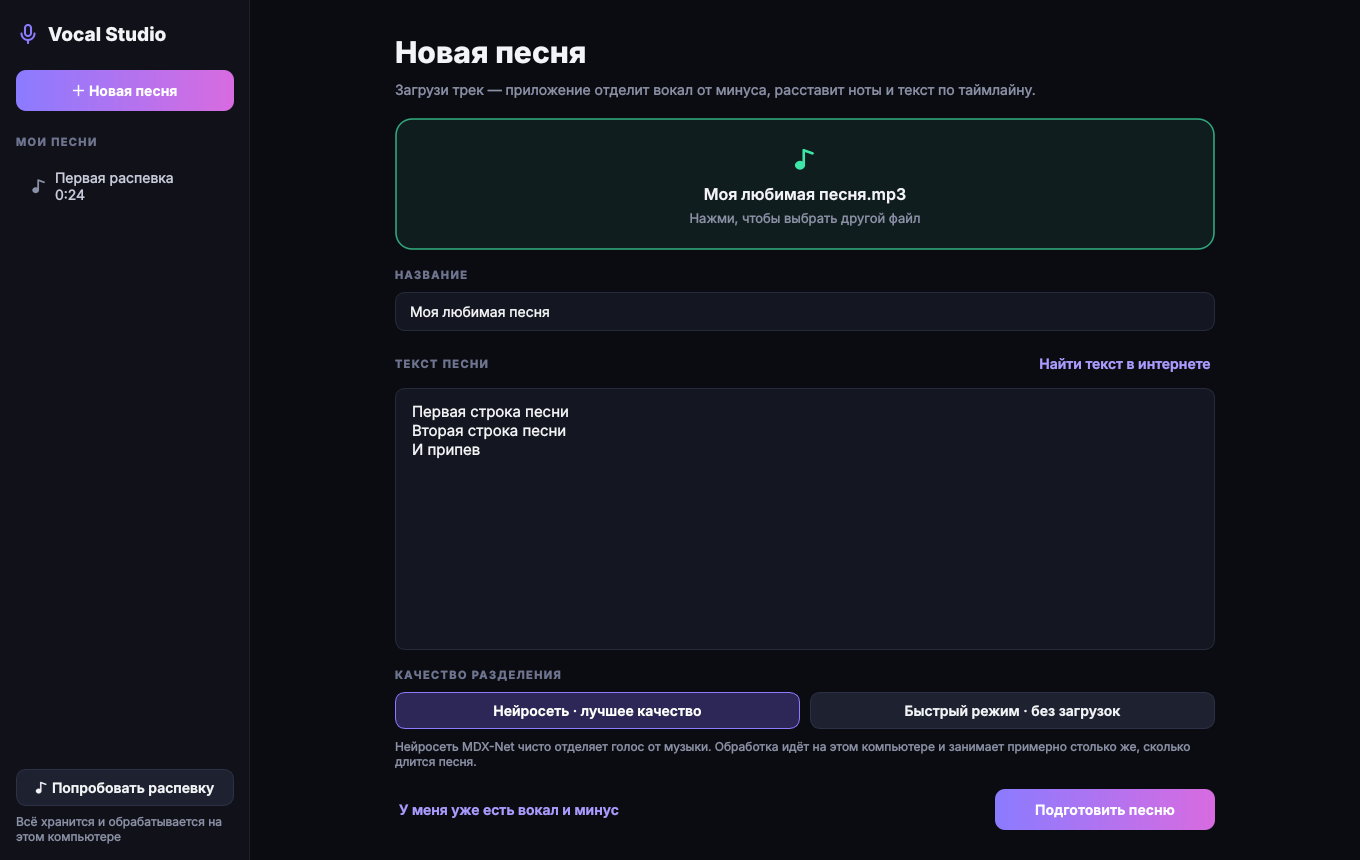 Vocal Studio
+ Новая песня
МОИ ПЕСНИ
Первая распевка
0:24
Попробовать распевку
Всё хранится и обрабатывается на
этом компьютере
Новая песня
Загрузи трек — приложение отделит вокал от минуса, расставит ноты и текст по таймлайну.
Моя любимая песня.mp3
Нажми, чтобы выбрать другой файл
НАЗВАНИЕ
Моя любимая песня
ТЕКСТ ПЕСНИ
Найти текст в интернете
Первая строка песни
Вторая строка песни
И припев
КАЧЕСТВО РАЗДЕЛЕНИЯ
Нейросеть · лучшее качество
Быстрый режим · без загрузок
Нейросеть MDX-Net чисто отделяет голос от музыки. Обработка идёт на этом компьютере и занимает примерно столько же, сколько
длится песня.
У меня уже есть вокал и минус
Подготовить песню